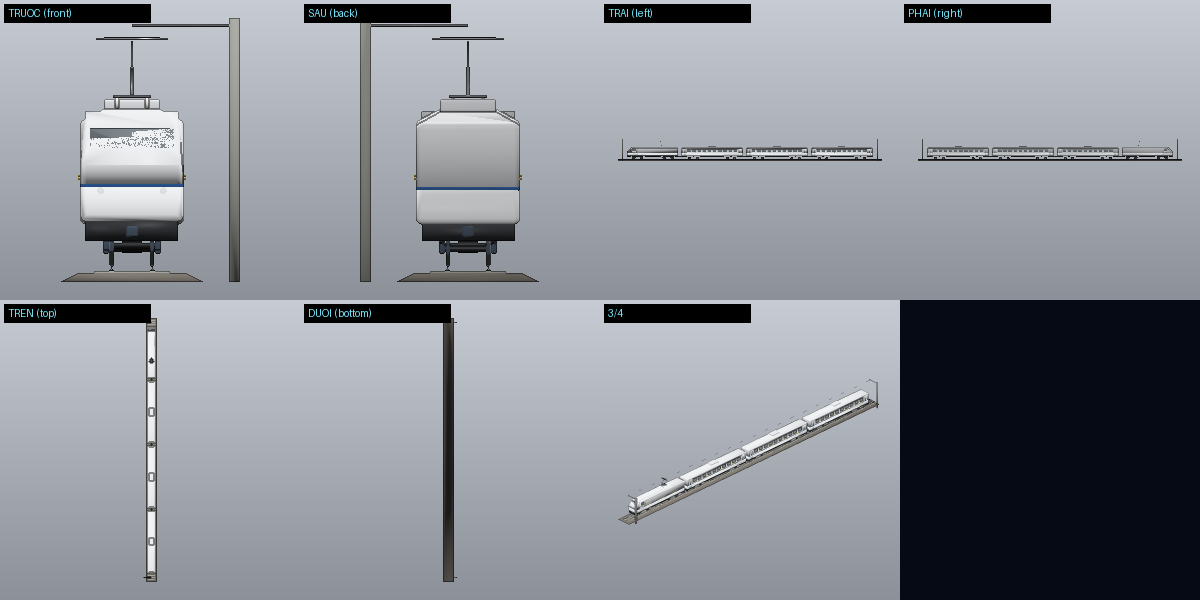 TRUOC (front)
SAU (back)
TRAI (left)
PHAI (right)
TREN (top)
DUOI (bottom)
3/4